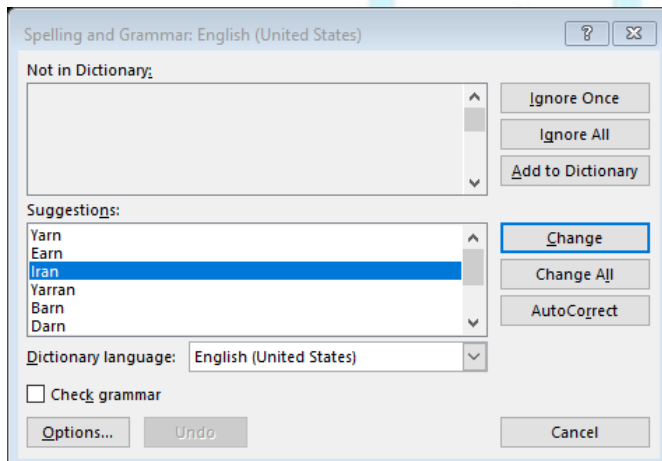 Spelling and Grammar: English (United States)
Not in Dictionary:
Ignore Once
Ignore All
Add to Dictionary
Suggestions:
Yarn
Earn
Iran
Yarran
Barn
Darn
Change
Change All
AutoCorrect
Dictionary language: English (United States)
Check grammar
Options... Undo Cancel